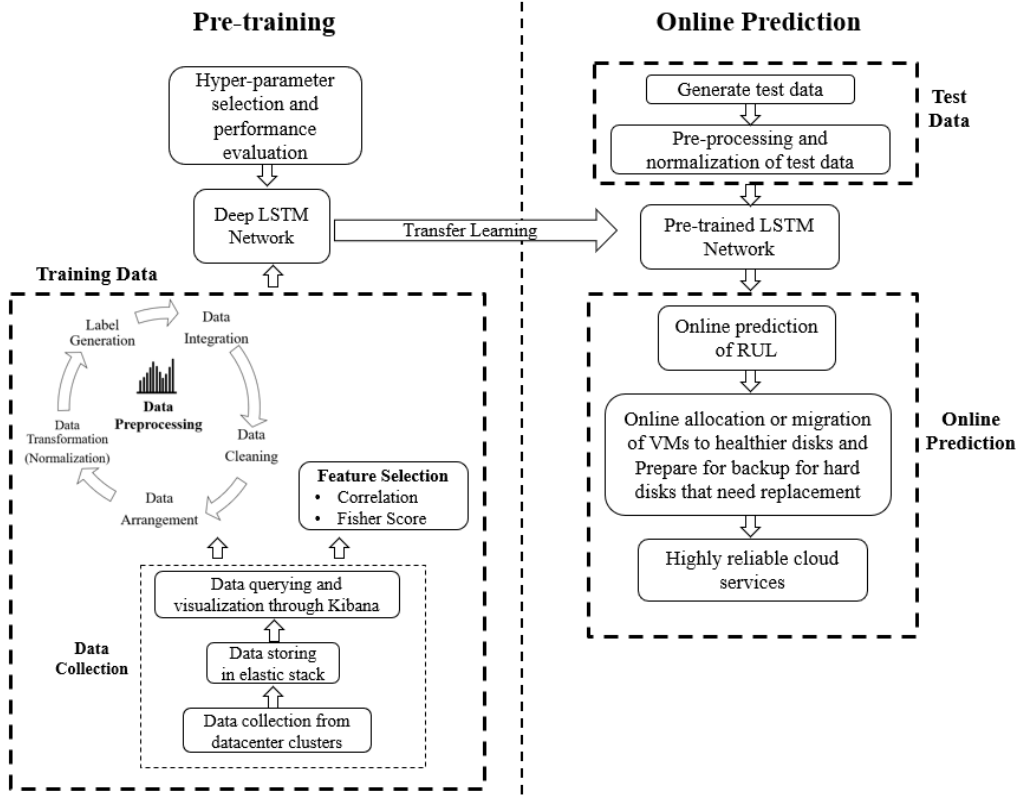 Pre-training
Hyper-parameter
selection and
performance
evaluation
Deep LSTM
Network
Transfer Learning
Training Data
Label
Generation
Data
Integration
Data
Preprocessing
Data
Transformation
(Normalization)
Data
Cleaning
Data
Arrangement
Feature Selection
• Correlation
• Fisher Score
Data querying and
visualization through Kibana
Data
Collection
Data storing
in elastic stack
Data collection from
datacenter clusters
Online Prediction
Generate test data
Test
Data
Pre-processing and
normalization of test data
Pre-trained LSTM
Network
Online prediction
of RUL
Online allocation or migration
of VMs to healthier disks and
Prepare for backup for hard
disks that need replacement
Online
Prediction
Highly reliable cloud
services